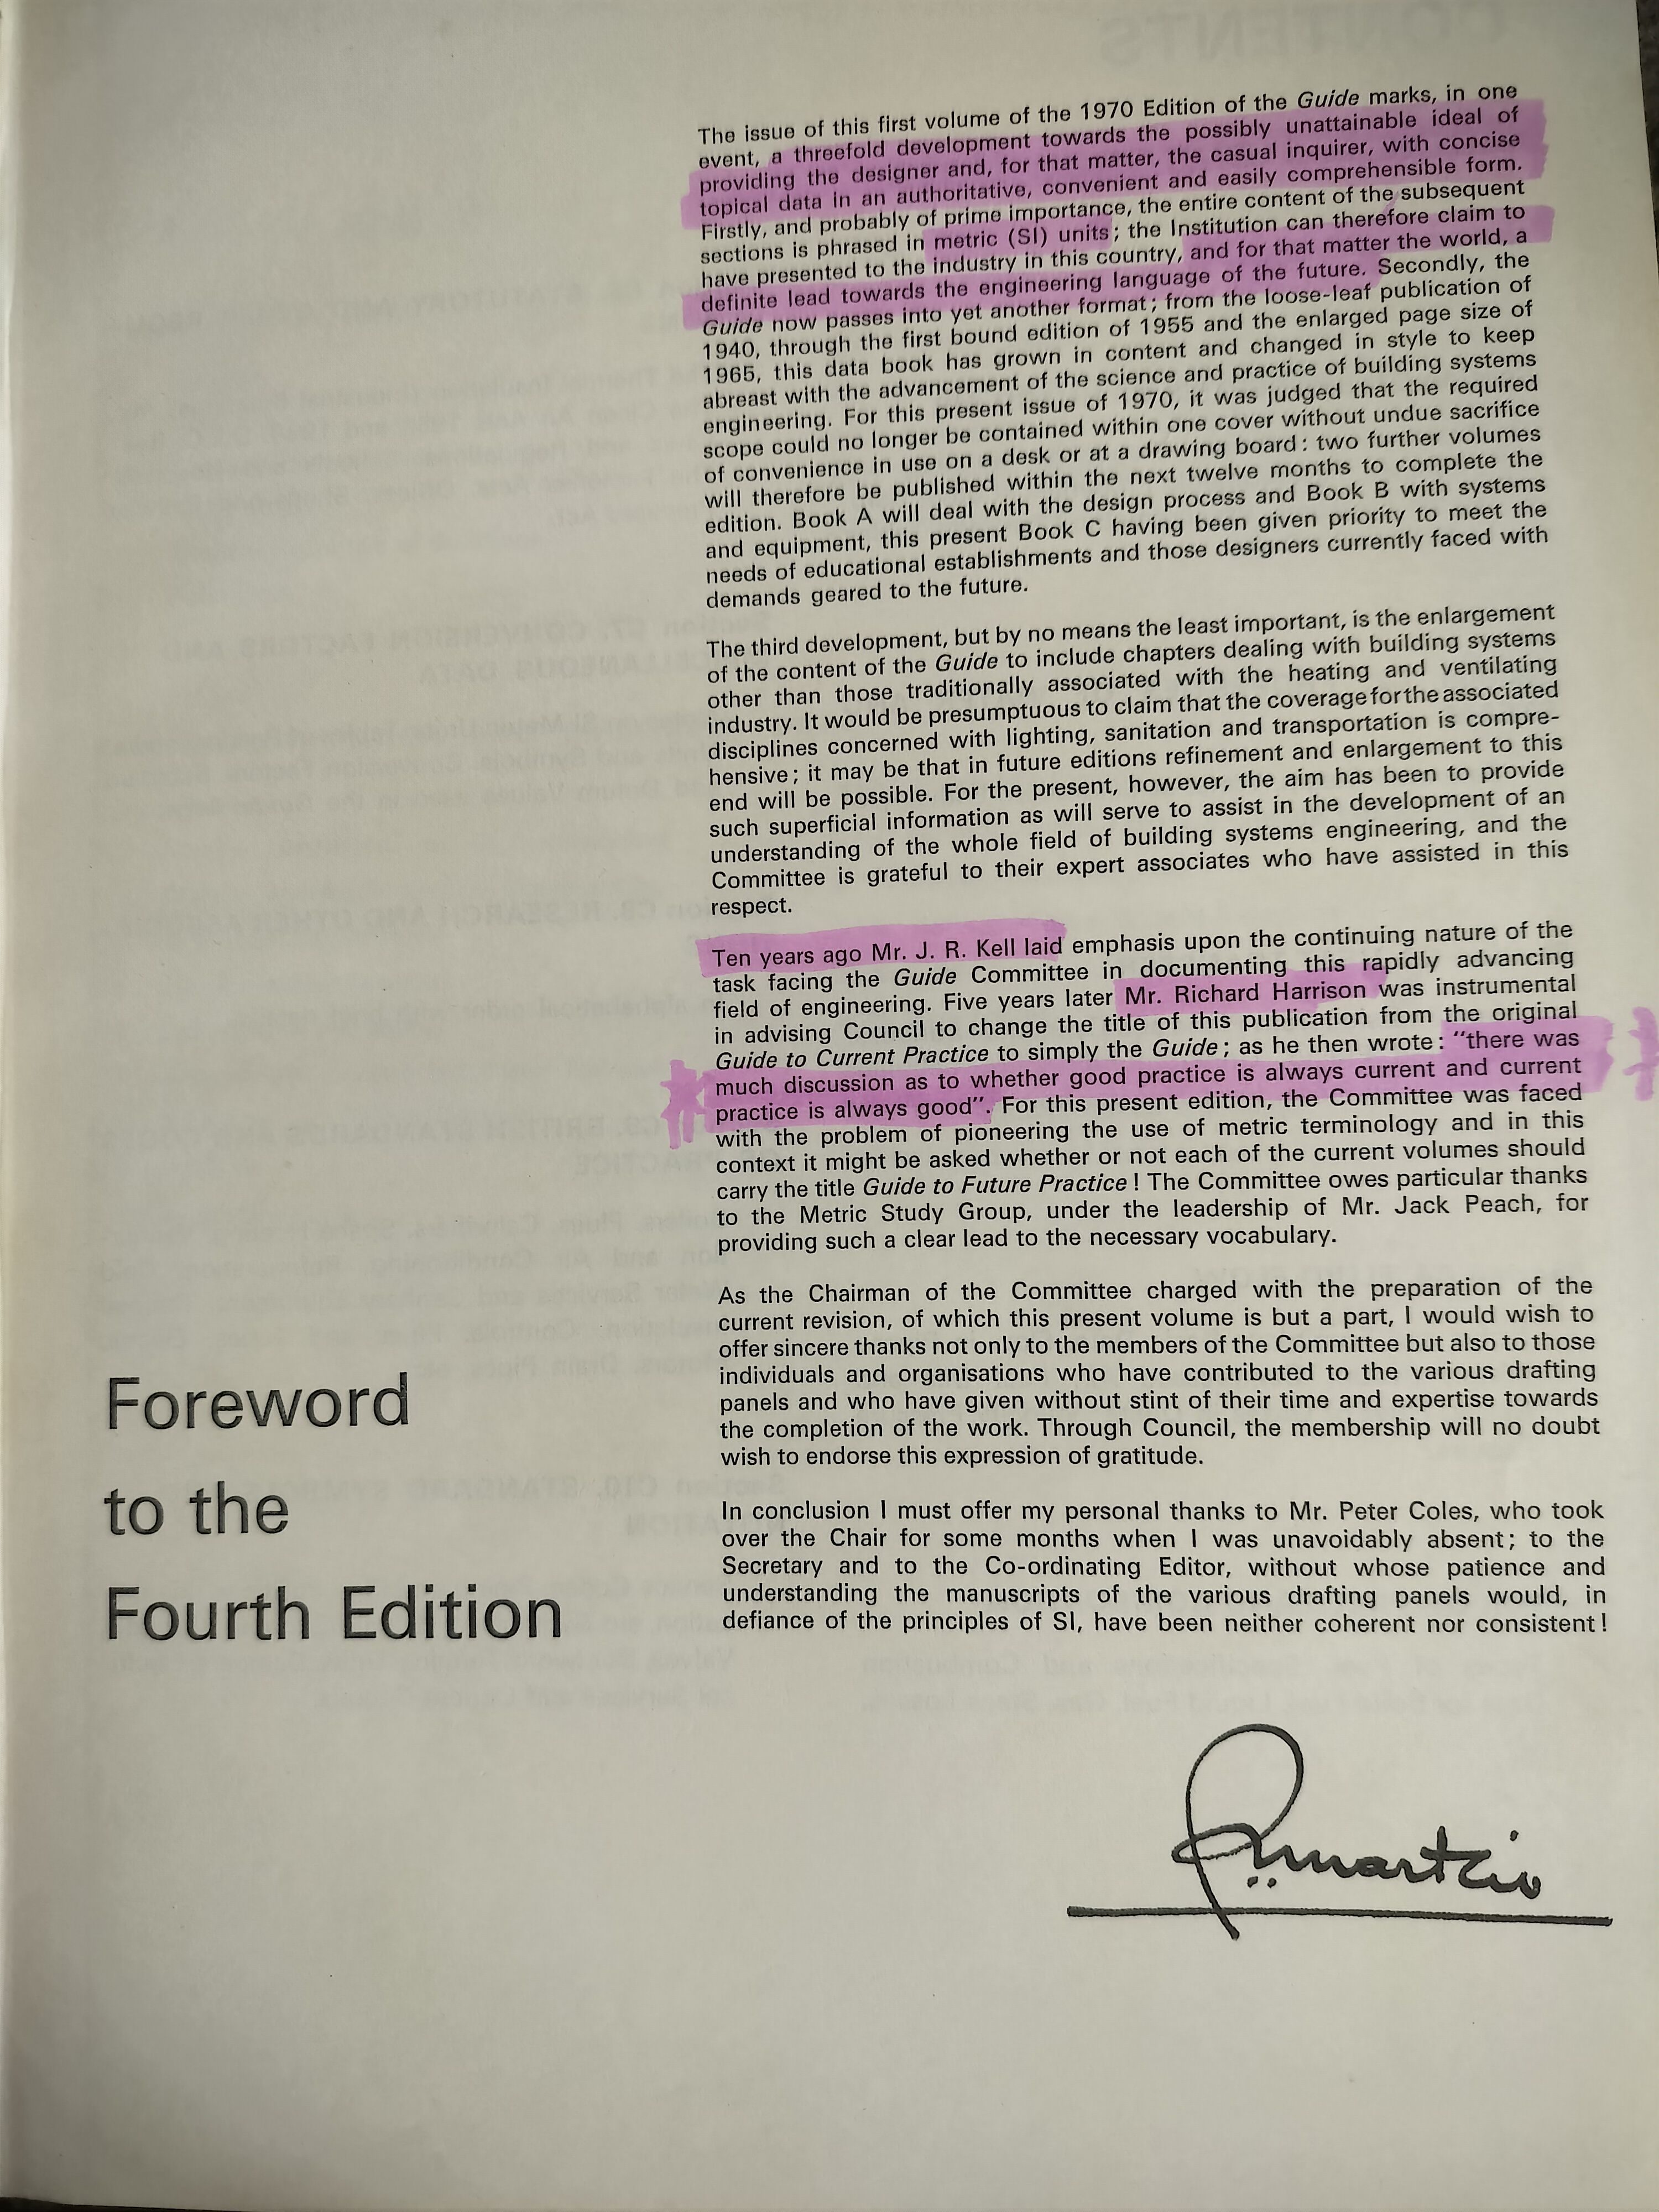 The issue of this first volume of the 1970 Edition of the Guide marks, in one
event, a threefold development towards the possibly unattainable ideal of
providing the designer and, for that matter, the casual inquirer, with concise
topical data in an authoritative, convenient and easily comprehensible form.
Firstly, and probably of prime importance, the entire content of the subsequent
sections is phrased in metric (SI) units; the Institution can therefore claim to
have presented to the industry in this country, and for that matter the world, a
definite lead towards the engineering language of the future. Secondly, the
Guide now passes into yet another format; from the loose-leaf publication of
1940, through the first bound edition of 1955 and the enlarged page size of
1965, this data book has grown in content and changed in style to keep
abreast with the advancement of the science and practice of building systems
engineering. For this present issue of 1970, it was judged that the required
scope could no longer be contained within one cover without undue sacrifice
of convenience in use on a desk or at a drawing board: two further volumes
will therefore be published within the next twelve months to complete the
edition. Book A will deal with the design process and Book B with systems
and equipment, this present Book C having been given priority to meet the
needs of educational establishments and those designers currently faced with
demands geared to the future.
The third development, but by no means the least important, is the enlargement
of the content of the Guide to include chapters dealing with building systems
other than those traditionally associated with the heating and ventilating
industry. It would be presumptuous to claim that the coverage for the associated
disciplines concerned with lighting, sanitation and transportation is compre-
hensive; it may be that in future editions refinement and enlargement to this
end will be possible. For the present, however, the aim has been to provide
such superficial information as will serve to assist in the development of an
understanding of the whole field of building systems engineering, and the
Committee is grateful to their expert associates who have assisted in this
respect.
Ten years ago Mr. J. R. Kell laid emphasis upon the continuing nature of the
task facing the Guide Committee in documenting this rapidly advancing
field of engineering. Five years later Mr. Richard Harrison was instrumental
in advising Council to change the title of this publication from the original
Guide to Current Practice to simply the Guide; as he then wrote: "there was
much discussion as to whether good practice is always current and current
practice is always good". For this present edition, the Committee was faced
with the problem of pioneering the use of metric terminology and in this
context it might be asked whether or not each of the current volumes should
carry the title Guide to Future Practice! The Committee owes particular thanks
to the Metric Study Group, under the leadership of Mr. Jack Peach, for
providing such a clear lead to the necessary vocabulary.
As the Chairman of the Committee charged with the preparation of the
current revision, of which this present volume is but a part, I would wish to
offer sincere thanks not only to the members of the Committee but also to those
individuals and organisations who have contributed to the various drafting
panels and who have given without stint of their time and expertise towards
the completion of the work. Through Council, the membership will no doubt
wish to endorse this expression of gratitude.
In conclusion I must offer my personal thanks to Mr. Peter Coles, who took
over the Chair for some months when I was unavoidably absent; to the
Secretary and to the Co-ordinating Editor, without whose patience and
understanding the manuscripts of the various drafting panels would, in
defiance of the principles of SI, have been neither coherent nor consistent!
Foreword
to the
Fourth Edition